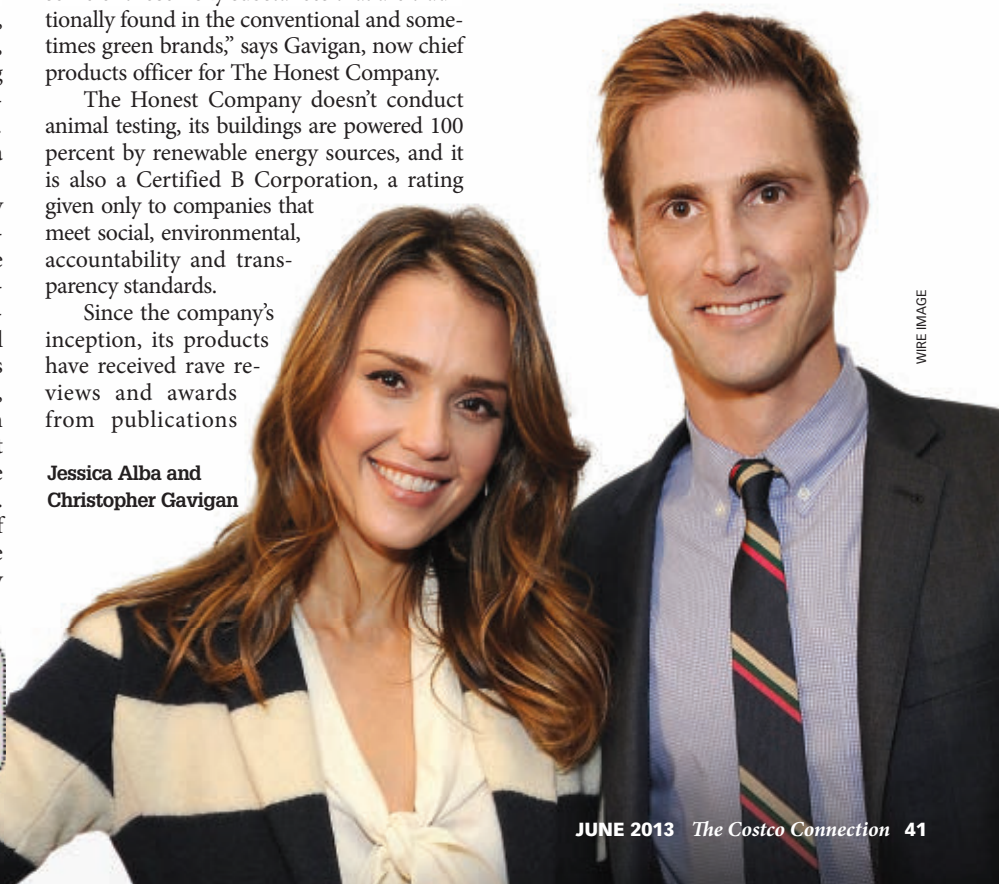 tionally found in the conventional and some-
times green brands,” says Gavigan, now chief
products officer for The Honest Company.
The Honest Company doesn’t conduct
animal testing, its buildings are powered 100
percent by renewable energy sources, and it
is also a Certified B Corporation, a rating
given only to companies that
meet social, environmental,
accountability and trans-
parency standards.
Since the company’s
inception, its products
have received rave re-
views and awards
from publications
Jessica Alba and
Christopher Gavigan
WIRE IMAGE
JUNE 2013 The Costco Connection 41